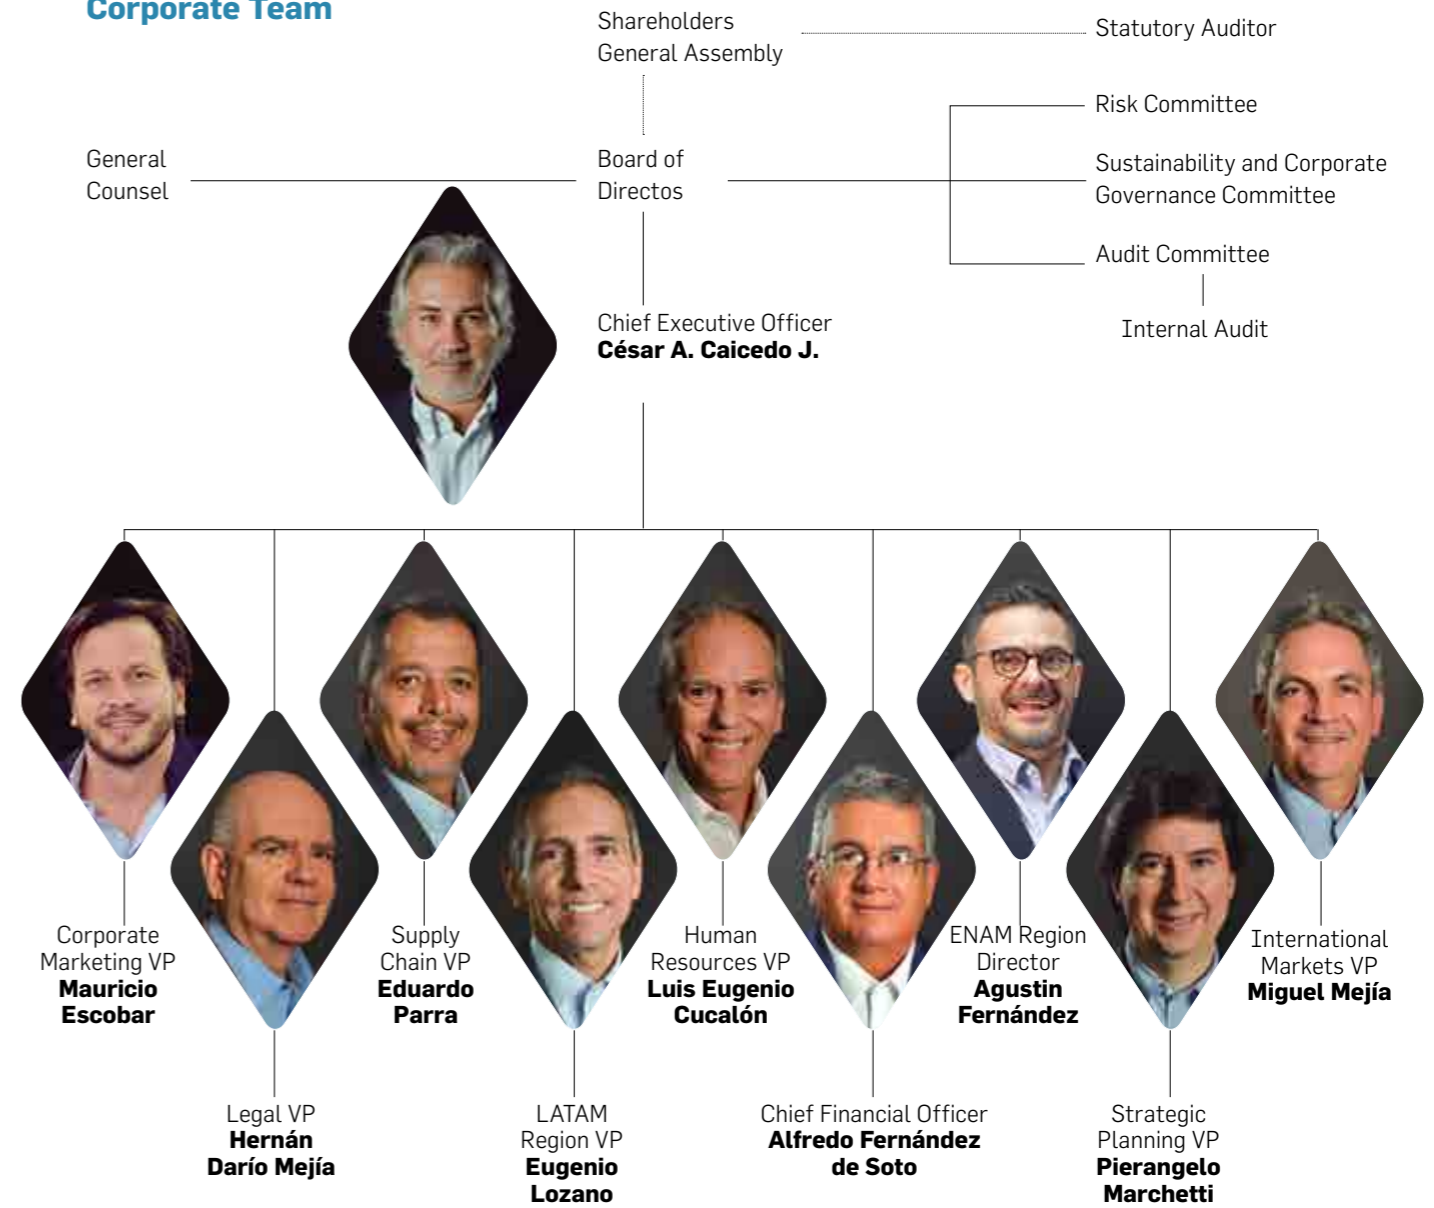 Corporate Team
Shareholders
General Assembly
Statutory Auditor
Risk Committee
General
Counsel
Board of
Directos
Sustainability and Corporate
Governance Committee
Audit Committee
Internal Audit
Chief Executive Officer
César A. Caicedo J.
Corporate
Marketing VP
Mauricio
Escobar
Supply
Chain VP
Eduardo
Parra
Human
Resources VP
Luis Eugenio
Cucalón
ENAM Region
Director
Agustin
Fernández
International
Markets VP
Miguel Mejía
Legal VP
Hernán
Darío Mejía
LATAM
Region VP
Eugenio
Lozano
Chief Financial Officer
Alfredo Fernández
de Soto
Strategic
Planning VP
Pierangelo
Marchetti